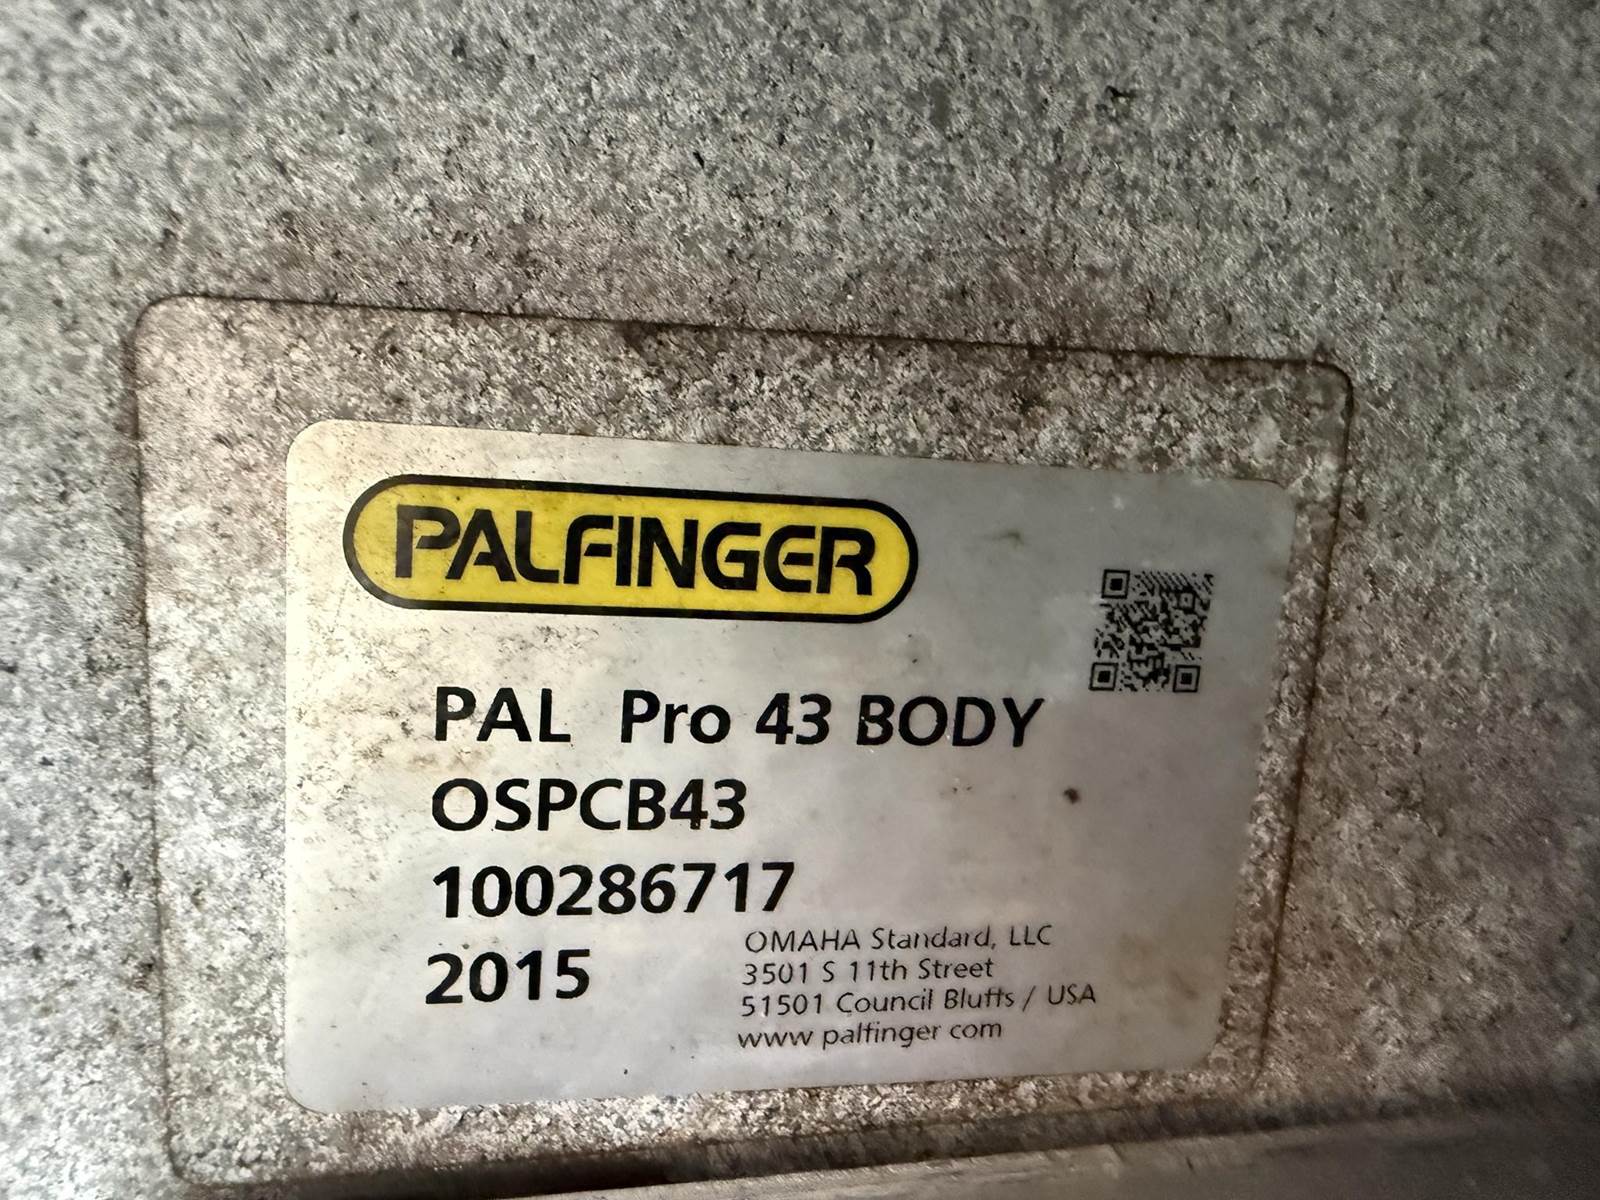 PALFINGER
PAL Pro 43 BODY
OSPCB43
100286717
2015
OMAHA Standard, LLC
3501 S 11th Street
51501 Council Bluffs / USA
www palfinger com